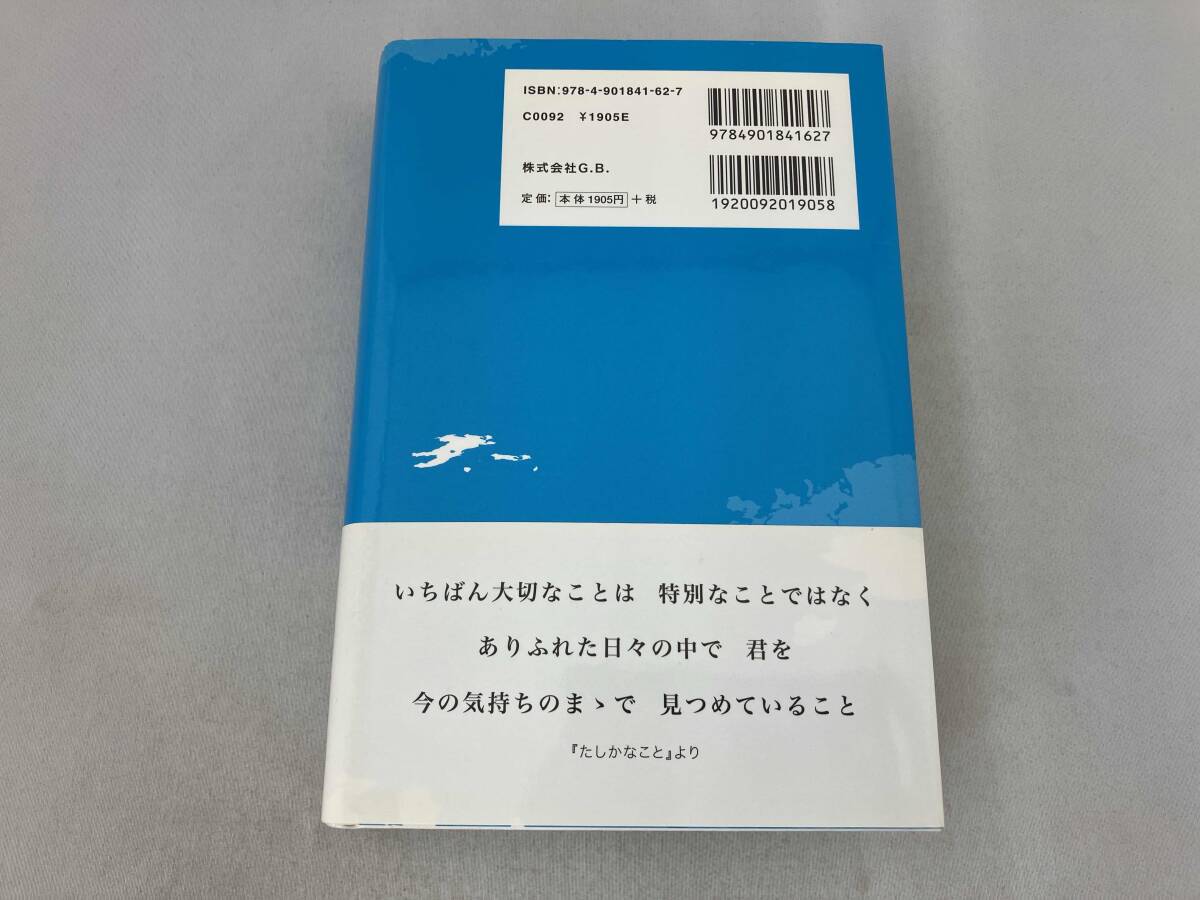 ISBN:978-4-901841-62-7
C0092 ¥1905E
9784901841627
株式会社G.B.
定価:本体1905円+税
1920092019058
いちばん大切なことは 特別なことではなく
ありふれた日々の中で 君を
今の気持ちのまゝで 見つめていること
『たしかなこと』より